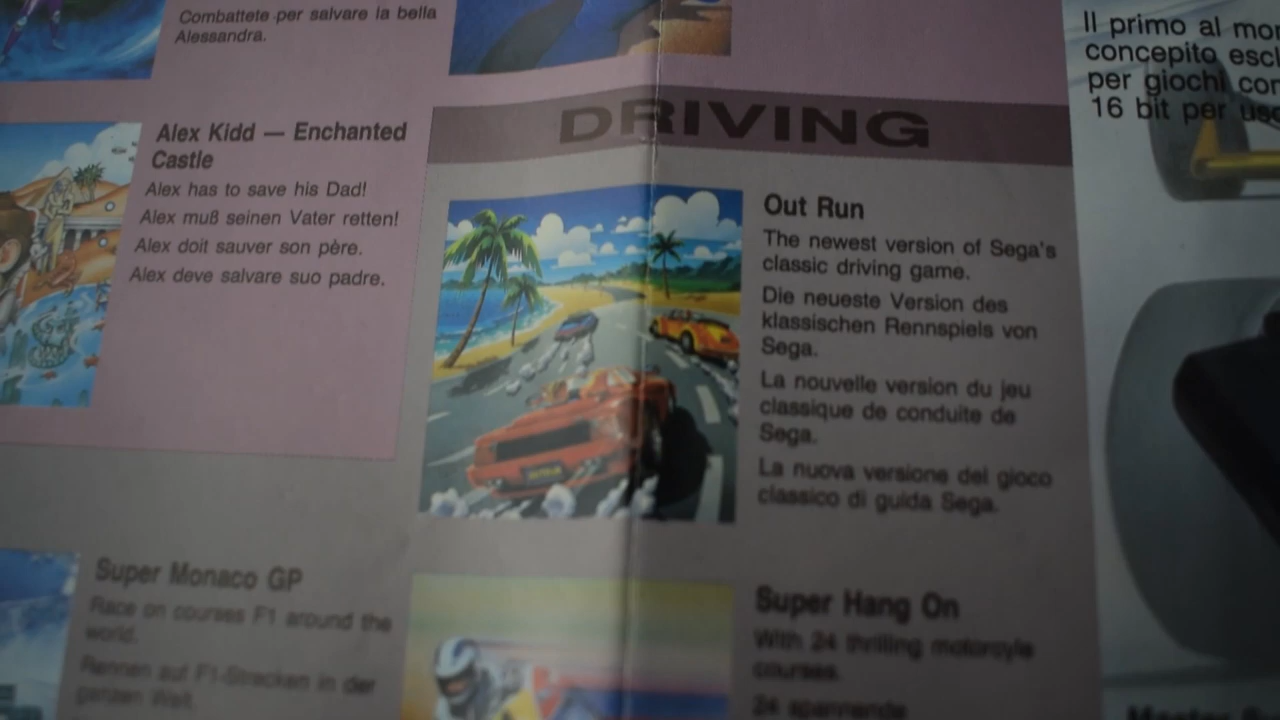 Combattete per salvare la bella
Alessandra.
Alex Kidd — Enchanted
Castle
Alex has to save his Dad!
Alex muß seinen Vater retten!
Alex doit sauver son père.
Alex deve salvare suo padre.
DRIVING
Out Run
The newest version of Sega's
classic driving game.
Die neueste Version des
klassischen Rennspiels von
Sega.
La nouvelle version du jeu
classique de conduite de
Sega.
La nuova versione del gioco
classico di guida Sega.
Super Monaco GP
Race on courses F1 around the
world.
Rennen auf F1-Strecken in der
ganzen Welt.
Super Hang On
With 24 thrilling motorcyle
courses.
24 spannende
Il primo al mon
concepito escl
per giochi con
16 bit per uso